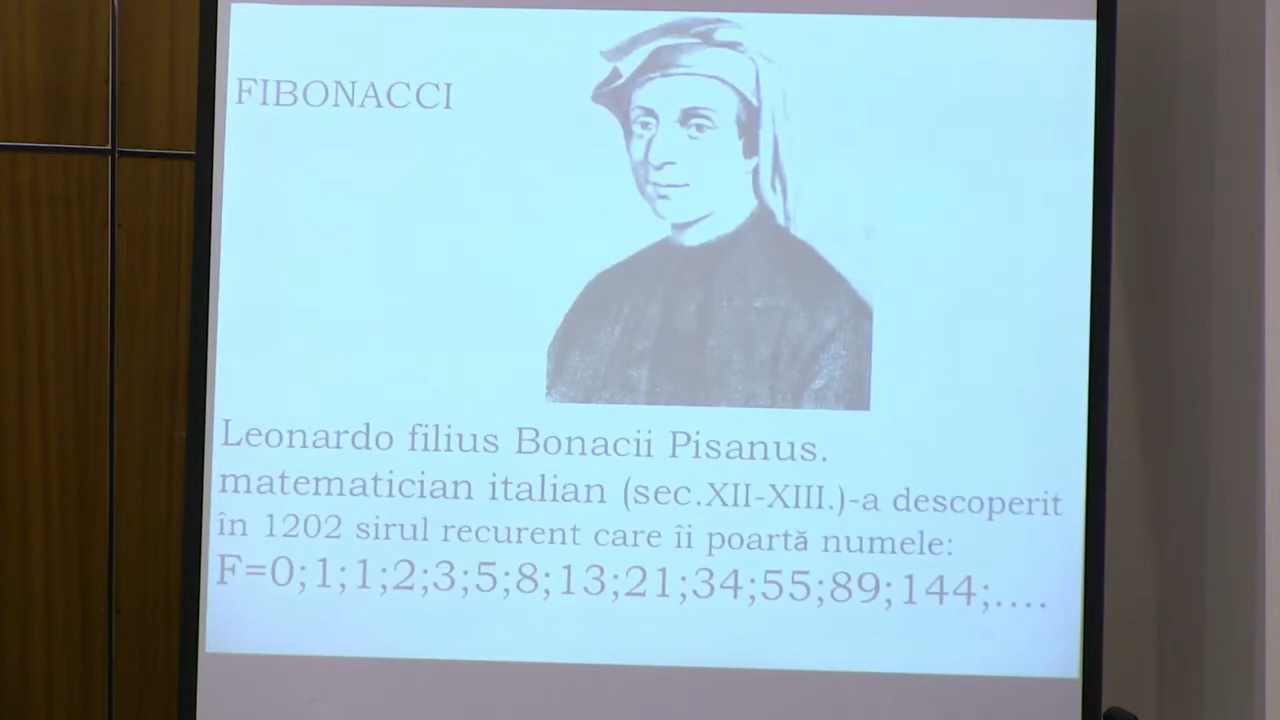 FIBONACCI
Leonardo filius Bonacii Pisanus.
matematician italian (sec.XII-XIII.)-a descoperit
în 1202 sirul recurent care îi poartă numele:
F=0;1;1;2;3;5;8;13;21;34;55;89;144;....